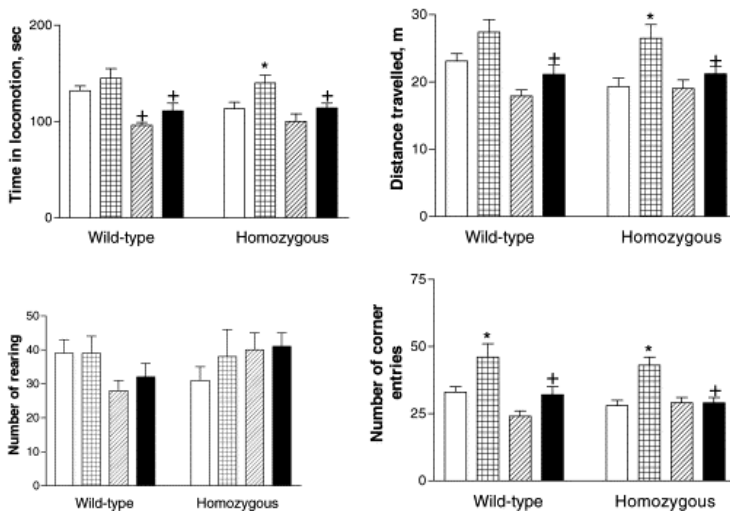 Time in locomotion, sec
200
100
0
*
+
+
+
Wild-type
Homozygous
Distance travelled, m
30
20
10
0
*
+
+
Wild-type
Homozygous
Number of rearing
50
40
30
20
10
0
Wild-type
Homozygous
Number of corner
entries
75
50
25
0
*
*
+
+
Wild-type
Homozygous